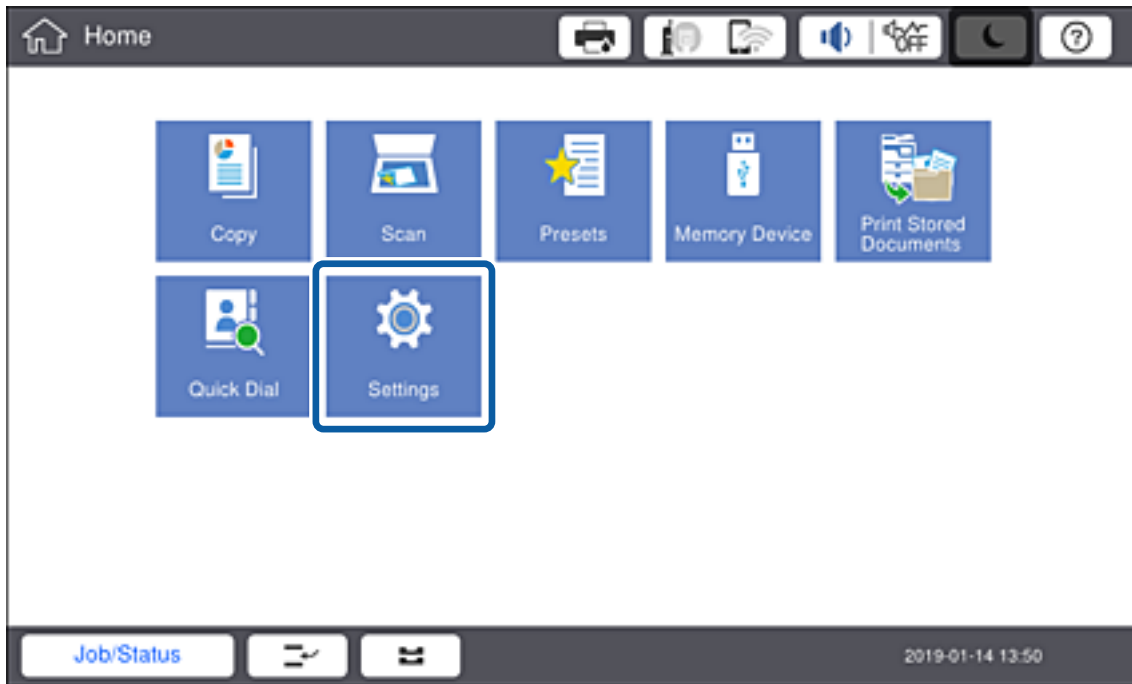 Home
OFF
?
Copy
Scan
Presets
Memory Device
Print Stored
Documents
Quick Dial
Settings
Job/Status
2019-01-14 13:50